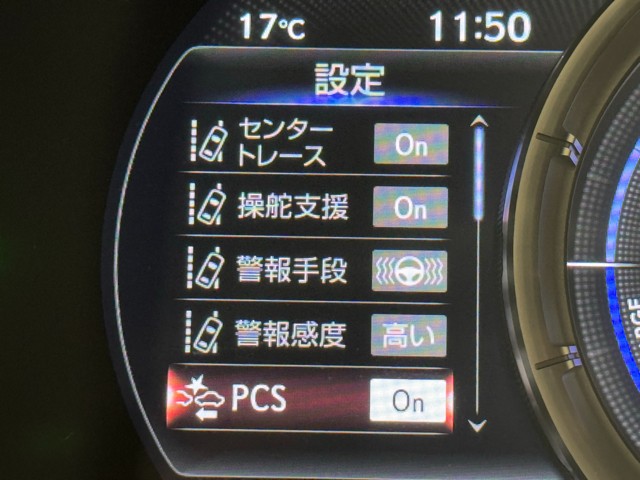 17℃ 11:50
設定
センター
トレース On
操舵支援 On
警報手段
警報感度 高い
PCS On